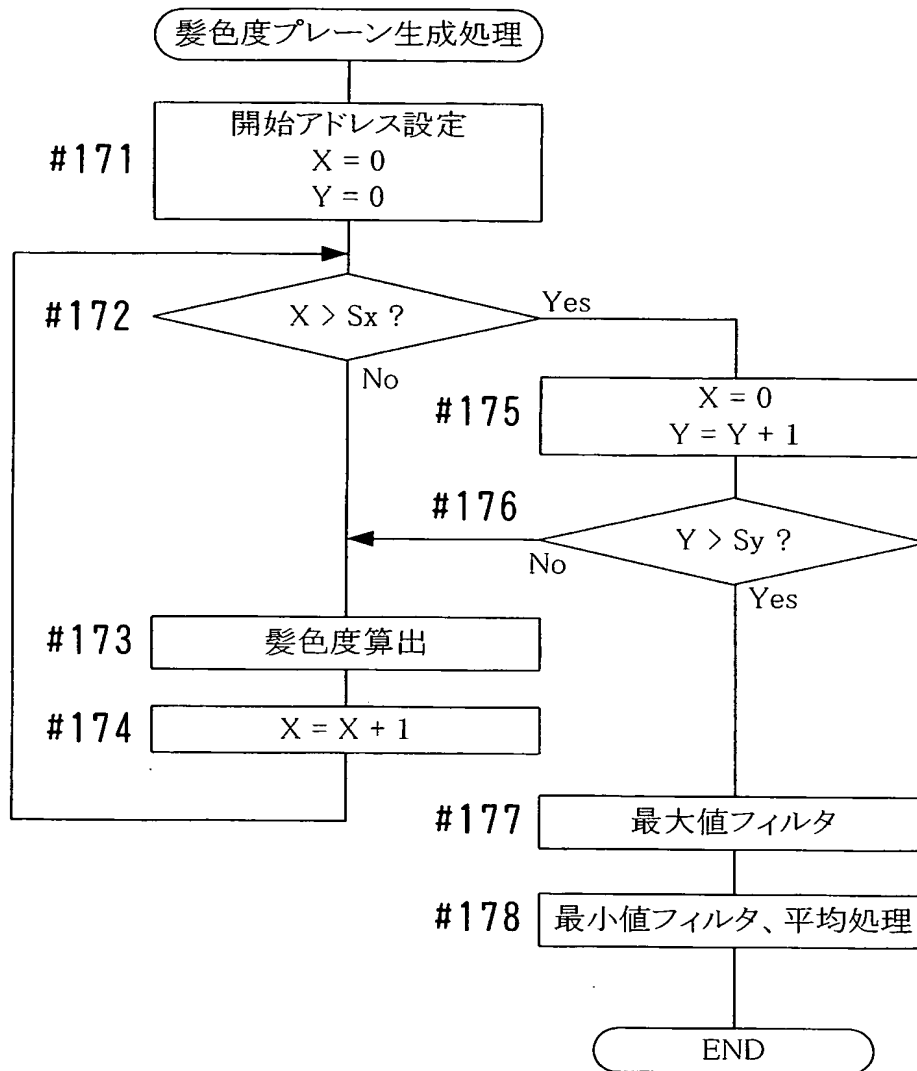 髪色度プレーン生成処理
開始アドレス設定
#171
X = 0
Y = 0
#172
X > Sx ?
Yes
No
#175
X = 0
Y = Y + 1
#176
Y > Sy ?
No
Yes
#173
髪色度算出
#174
X = X + 1
#177
最大値フィルタ
#178
最小値フィルタ、平均処理
END